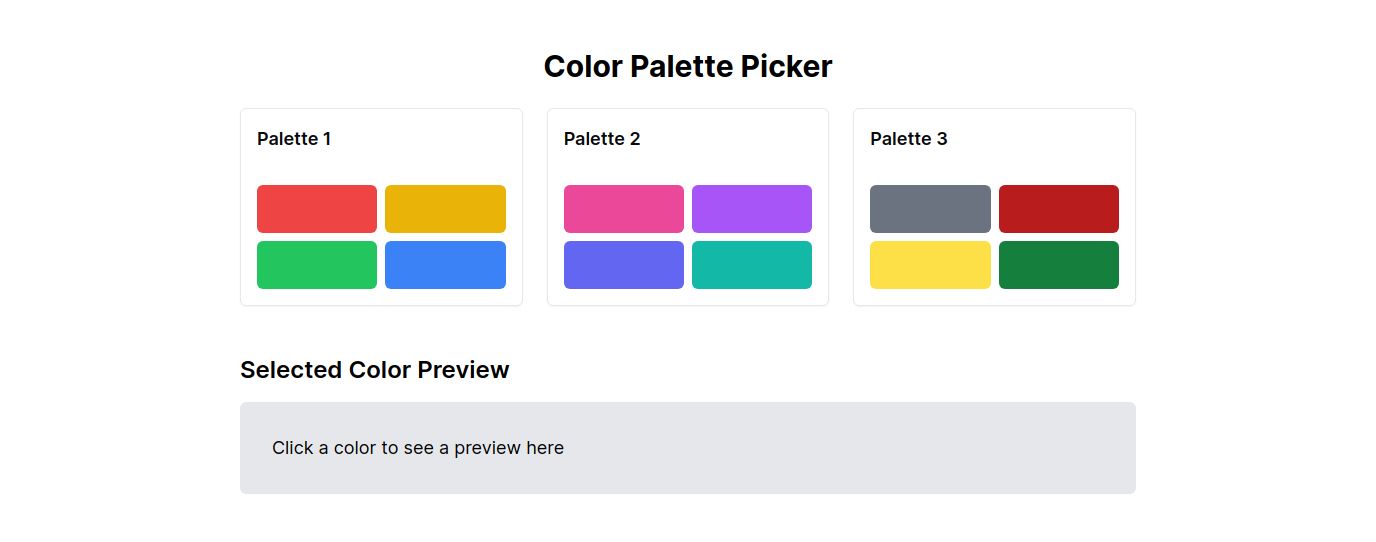 Color Palette Picker
Palette 1
Palette 2
Palette 3
Selected Color Preview
Click a color to see a preview here